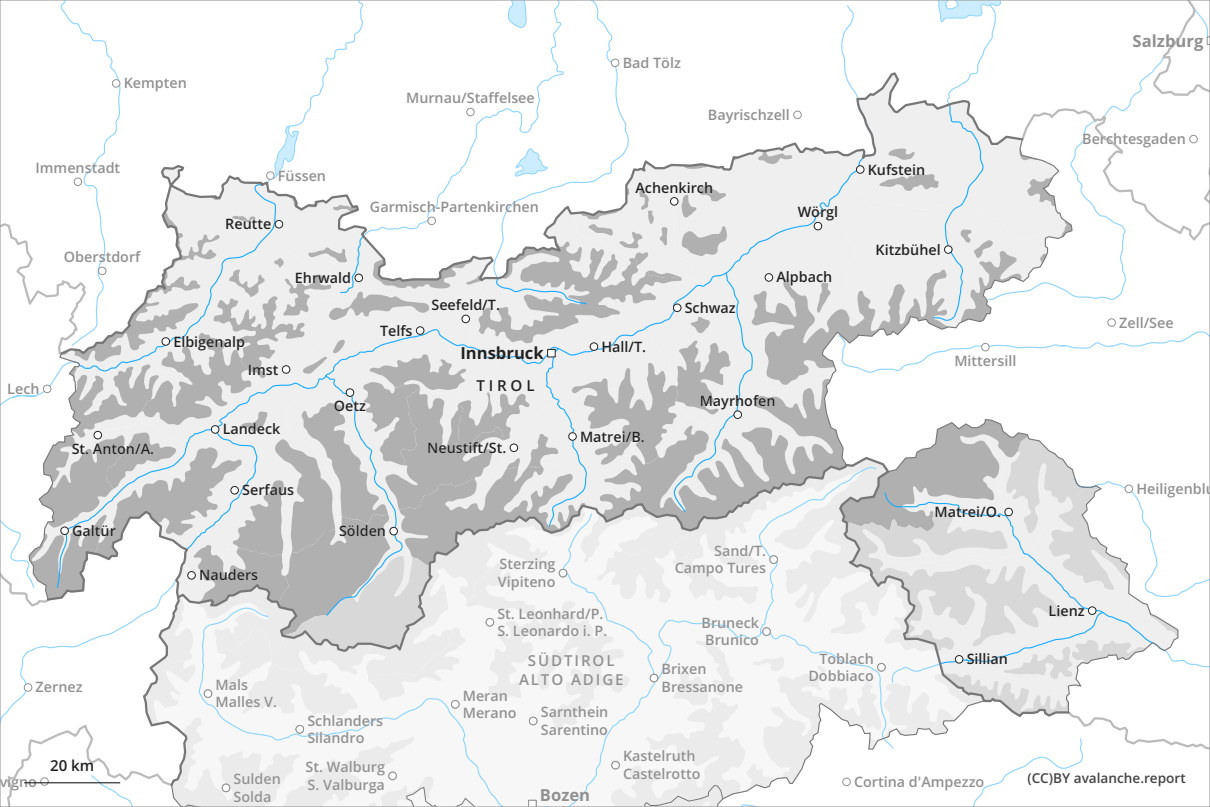 Salzburg
Bad Tölz
Kempten
Murnau/Staffelsee
Bayrischzell
Berchtesgaden
Immenstadt
Füssen
Kufstein
Achenkirch
Garmisch-Partenkirchen
Wörgl
Reutte
Kitzbühel
Oberstdorf
Ehrwald
Alpbach
Seefeld/T.
Schwaz
Zell/See
Telfs
Elbigenalp
Innsbruck
Hall/T.
Mittersill
Imst
TIROL
Lech
Oetz
Mayrhofen
Landeck
Matrei/B.
St. Anton/A.
Neustift/St.
Serfaus
Heiligenblu
Matrei/O.
Galtür
Sölden
Sand/T.
Campo Tures
Sterzing
Vipiteno
Nauders
Lienz
St. Leonhard/P.
S. Leonardo i. P.
Bruneck
Brunico
SÜDTIROL
ALTO ADIGE
Toblach
Dobbiaco
Sillian
Brixen
Bressanone
Zernez
Mals
Malles V.
Meran
Merano
Sarnthein
Sarentino
Schlanders
Silandro
Kastelruth
Castelrotto
St. Walburg
S. Valburga
20 km
vigno
Sulden
Solda
Cortina d'Ampezzo
(CC)BY avalanche.report
Bozen